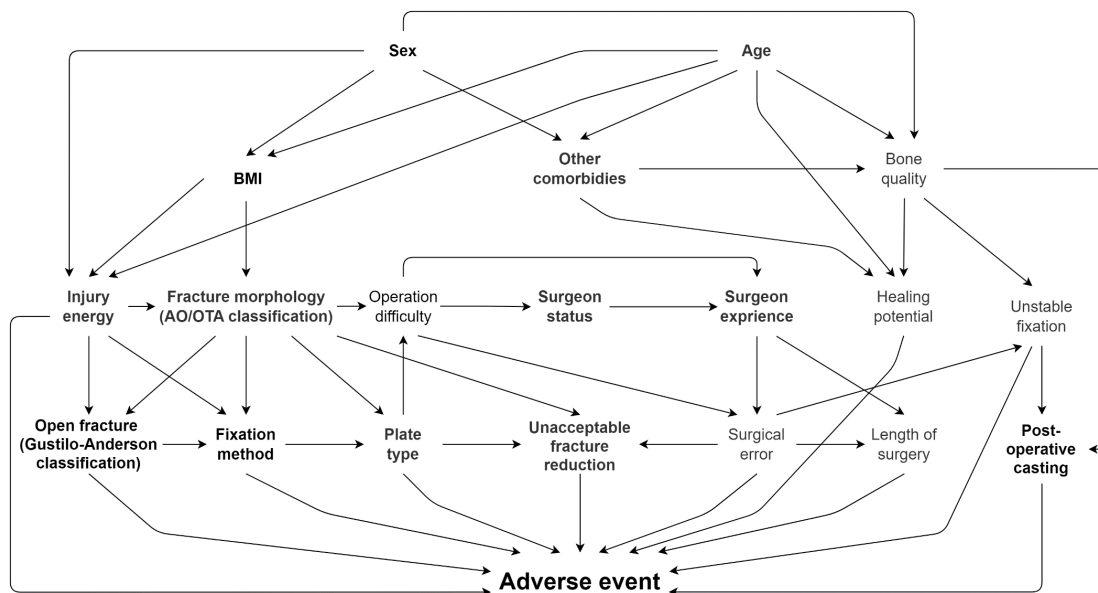 Sex
Age
BMI
Other
comorbidies
Bone
quality
Injury
energy
Fracture morphology
(AO/OTA classification)
Operation
difficulty
Surgeon
status
Surgeon
exprience
Healing
potential
Unstable
fixation
Open fracture
(Gustilo-Anderson
classification)
Fixation
method
Plate
type
Unacceptable
fracture
reduction
Surgical
error
Length of
surgery
Post-
operative
casting
Adverse event